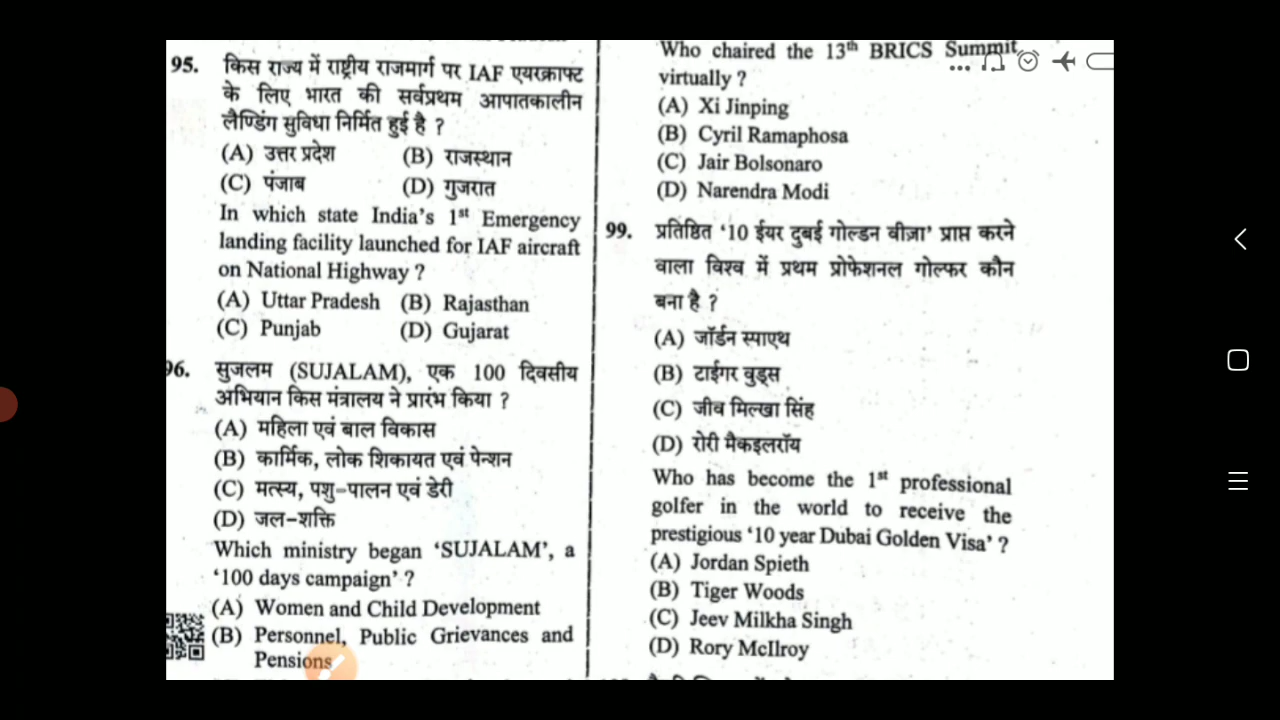 95. किस राज्य में राष्ट्रीय राजमार्ग पर IAF एयरक्राफ्ट
के लिए भारत की सर्वप्रथम आपातकालीन
लैण्डिंग सुविधा निर्मित हुई है ?
(A) उत्तर प्रदेश (B) राजस्थान
(C) पंजाब (D) गुजरात
In which state India's 1st Emergency
landing facility launched for IAF aircraft
on National Highway ?
(A) Uttar Pradesh (B) Rajasthan
(C) Punjab (D) Gujarat
96. सुजलम (SUJALAM), एक 100 दिवसीय
अभियान किस मंत्रालय ने प्रारंभ किया ?
(A) महिला एवं बाल विकास
(B) कार्मिक, लोक शिकायत एवं पेन्शन
(C) मत्स्य, पशु-पालन एवं डेरी
(D) जल-शक्ति
Which ministry began 'SUJALAM', a
'100 days campaign' ?
(A) Women and Child Development
(B) Personnel, Public Grievances and
Pensions
Who chaired the 13th BRICS Summit
virtually ?
(A) Xi Jinping
(B) Cyril Ramaphosa
(C) Jair Bolsonaro
(D) Narendra Modi
99. प्रतिष्ठित '10 ईयर दुबई गोल्डन वीज़ा' प्राप्त करने
वाला विश्व में प्रथम प्रोफेशनल गोल्फर कौन
बना है ?
(A) जॉर्डन स्पाएथ
(B) टाईगर वुड्स
(C) जीव मिल्खा सिंह
(D) रोरी मैकइलरॉय
Who has become the 1st professional
golfer in the world to receive the
prestigious '10 year Dubai Golden Visa' ?
(A) Jordan Spieth
(B) Tiger Woods
(C) Jeev Milkha Singh
(D) Rory McIlroy